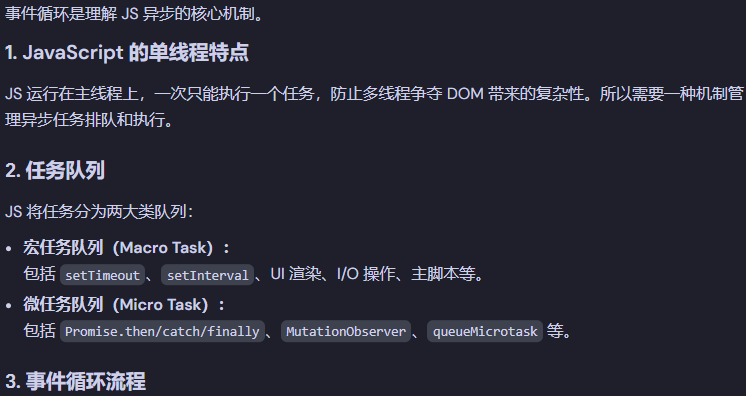 事件循环是理解 JS 异步的核心机制。
1. JavaScript 的单线程特点
JS 运行在主线程上，一次只能执行一个任务，防止多线程争夺 DOM 带来的复杂性。所以需要一种机制管
理异步任务排队和执行。
2. 任务队列
JS 将任务分为两大类队列：
• 宏任务队列（Macro Task）：
包括 setTimeout、setInterval、UI 渲染、I/O 操作、主脚本等。
• 微任务队列（Micro Task）：
包括 Promise.then/catch/finally、MutationObserver、queueMicrotask 等。
3. 事件循环流程